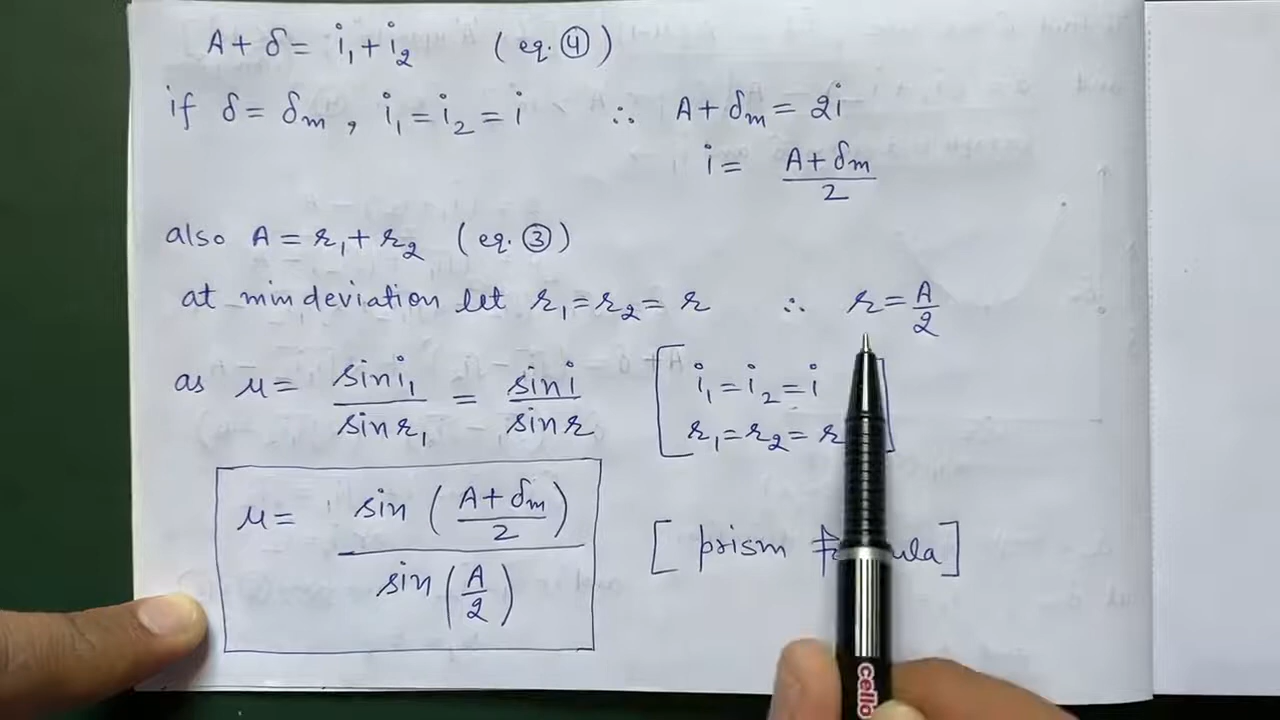 A + δ = i₁ + i₂ (eq. ④)
if δ = δₘ, i₁ = i₂ = i ∴ A + δₘ = 2i
i = (A + δₘ)/2
also A = r₁ + r₂ (eq. ③)
at min deviation let r₁ = r₂ = r ∴ r = A/2
as μ = sin i₁/sin r₁ = sin i/sin r [i₁ = i₂ = i
r₁ = r₂ = r]
μ = sin((A + δₘ)/2)/sin(A/2)
[prism
cello